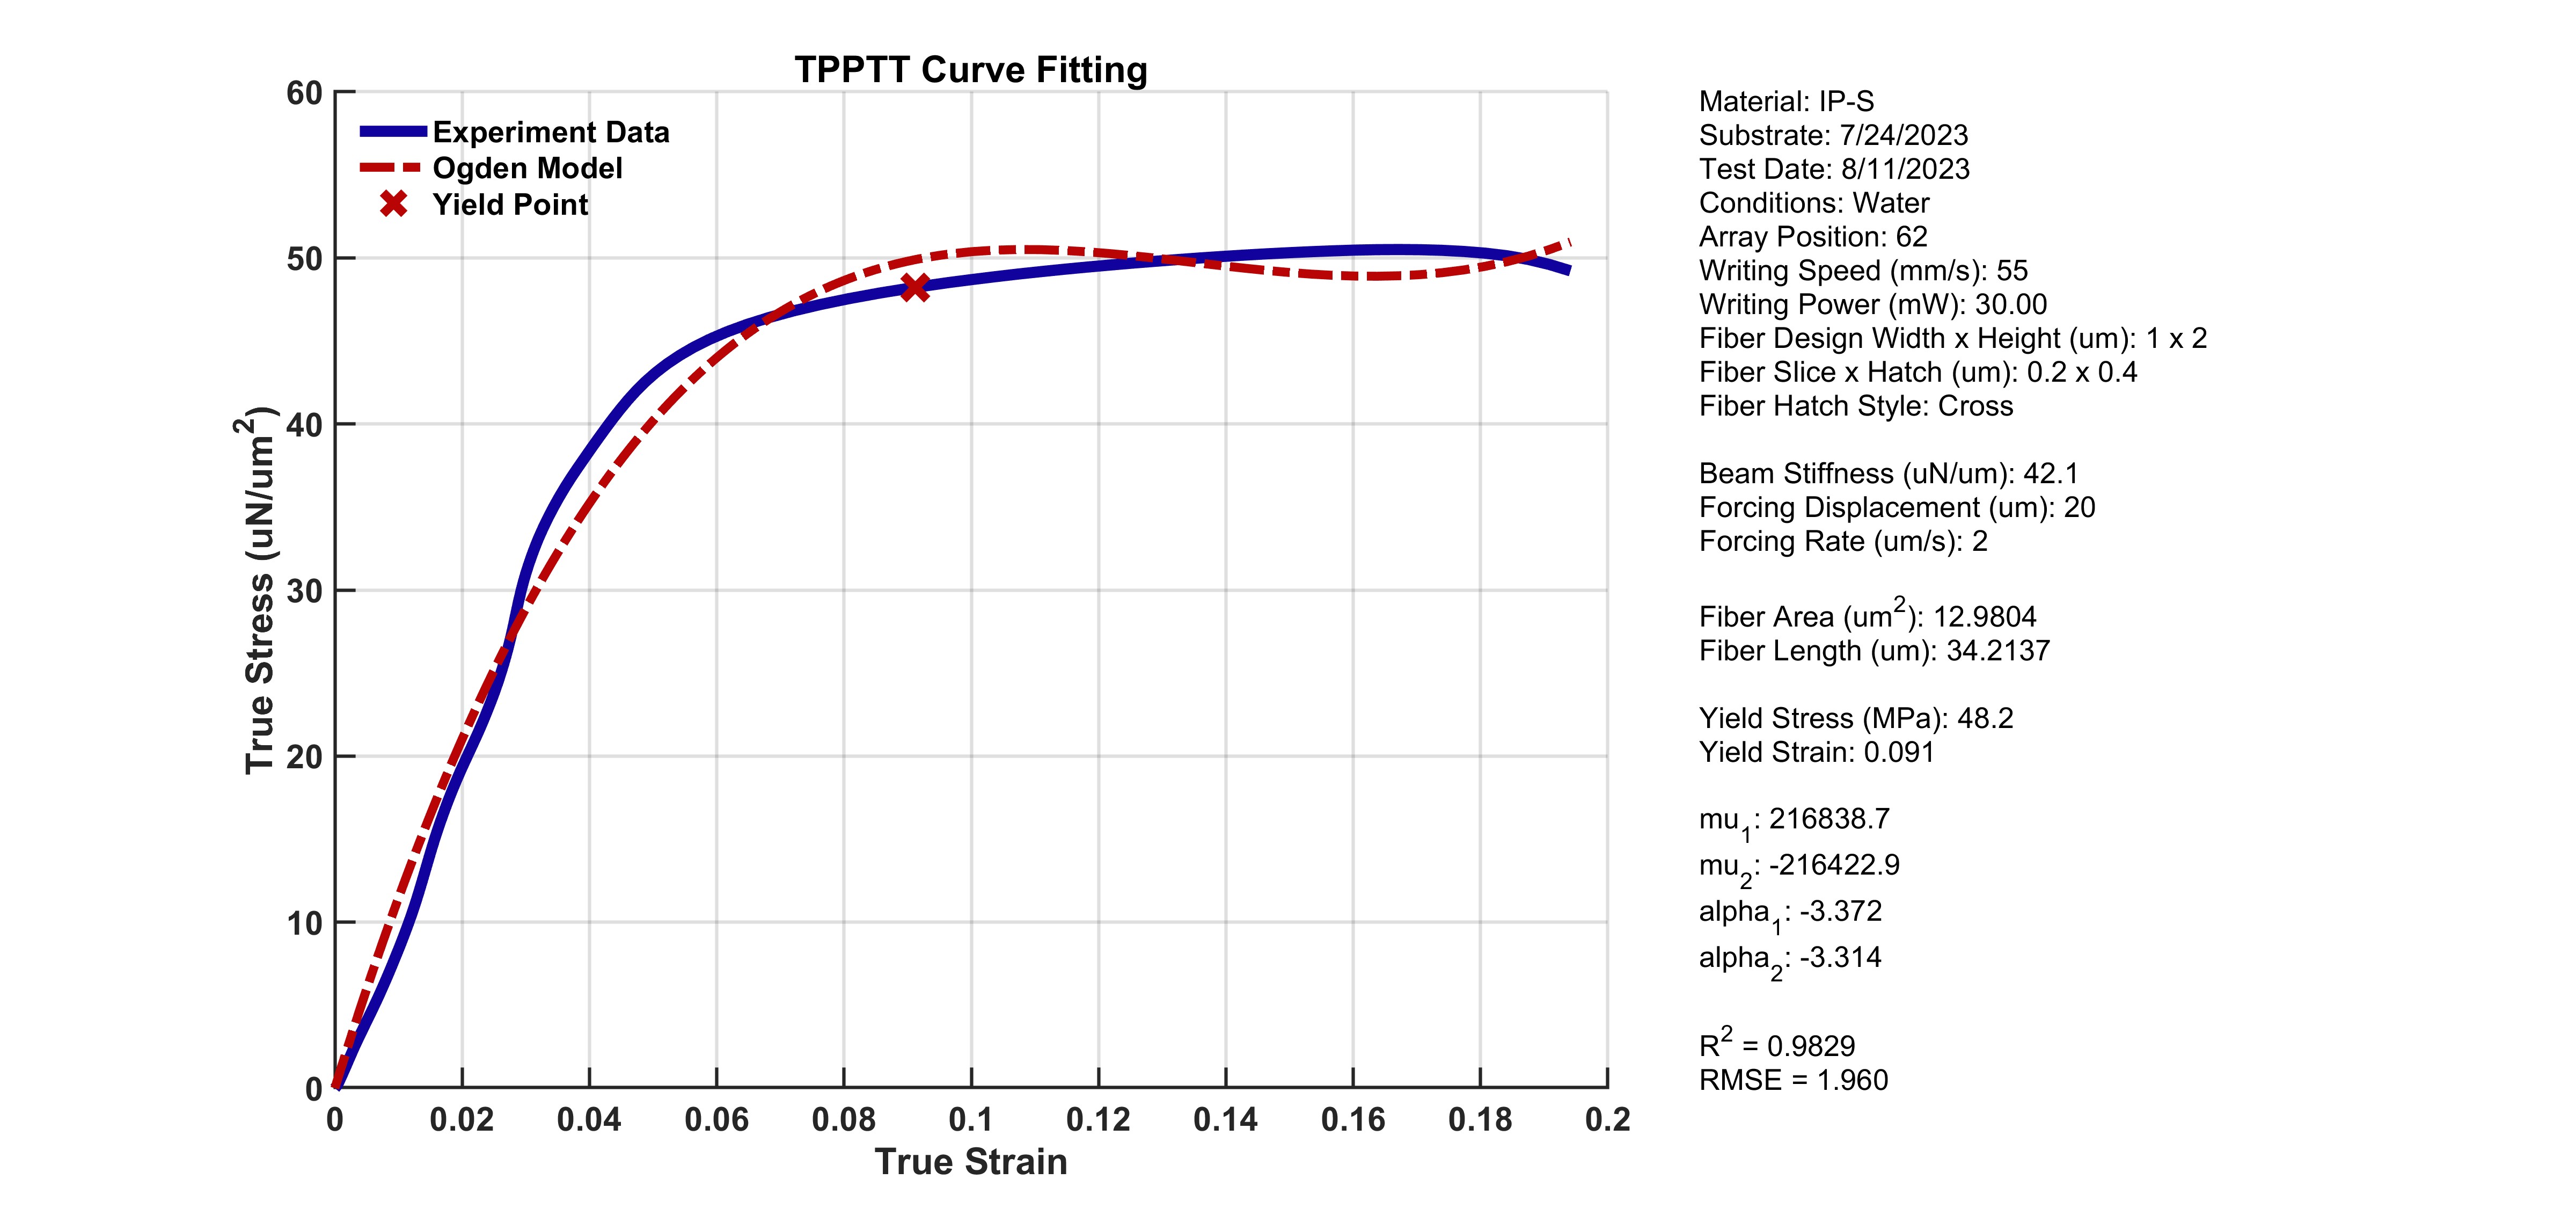 TPPTT Curve Fitting
60
50
40
30
20
10
0
True Stress (uN/um²)
Experiment Data
Ogden Model
Yield Point
0 0.02 0.04 0.06 0.08 0.1 0.12 0.14 0.16 0.18 0.2
True Strain
Material: IP-S
Substrate: 7/24/2023
Test Date: 8/11/2023
Conditions: Water
Array Position: 62
Writing Speed (mm/s): 55
Writing Power (mW): 30.00
Fiber Design Width x Height (um): 1 x 2
Fiber Slice x Hatch (um): 0.2 x 0.4
Fiber Hatch Style: Cross
Beam Stiffness (uN/um): 42.1
Forcing Displacement (um): 20
Forcing Rate (um/s): 2
Fiber Area (um²): 12.9804
Fiber Length (um): 34.2137
Yield Stress (MPa): 48.2
Yield Strain: 0.091
mu₁: 216838.7
mu₂: -216422.9
alpha₁: -3.372
alpha₂: -3.314
R² = 0.9829
RMSE = 1.960